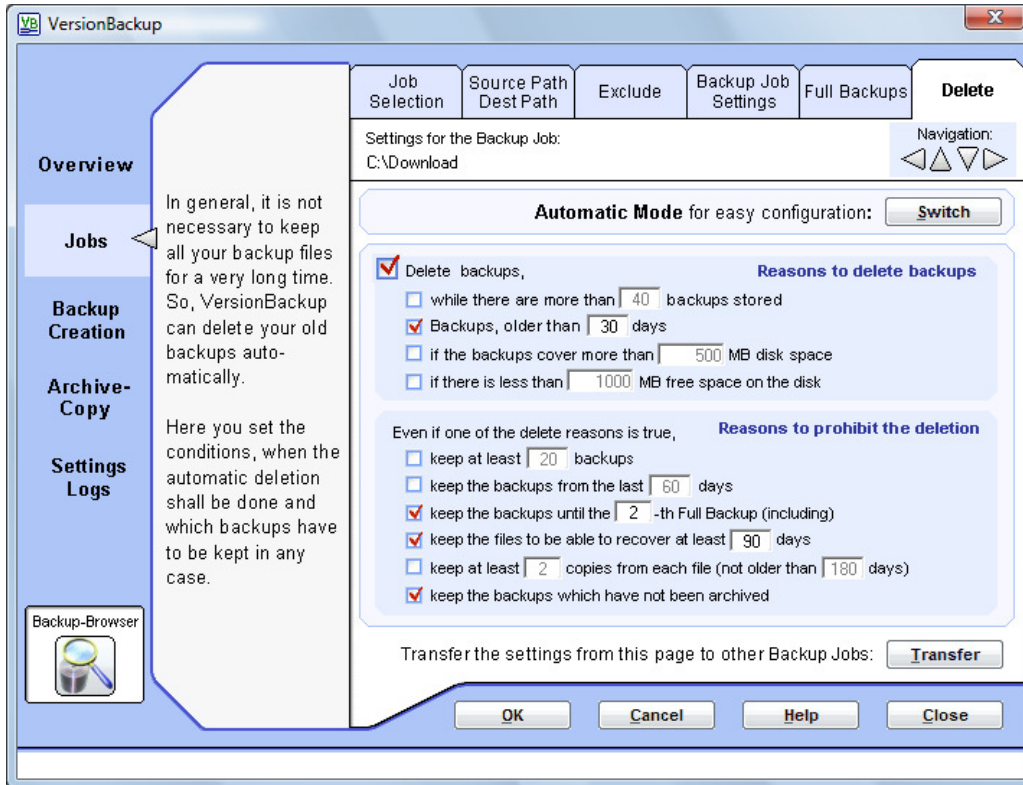 VB VersionBackup
Overview
Jobs
Backup
Creation
Archive-
Copy
Settings
Logs
Backup-Browser
In general, it is not
necessary to keep
all your backup files
for a very long time.
So, VersionBackup
can delete your old
backups auto-
matically.
Here you set the
conditions, when the
automatic deletion
shall be done and
which backups have
to be kept in any
case.
Job
Selection
Source Path
Dest Path
Exclude
Backup Job
Settings
Full Backups
Delete
Settings for the Backup Job:
C:\Download
Navigation:
Automatic Mode for easy configuration: Switch
Delete backups, Reasons to delete backups
while there are more than 40 backups stored
Backups, older than 30 days
if the backups cover more than 500 MB disk space
if there is less than 1000 MB free space on the disk
Even if one of the delete reasons is true, Reasons to prohibit the deletion
keep at least 20 backups
keep the backups from the last 60 days
keep the backups until the 2 -th Full Backup (including)
keep the files to be able to recover at least 90 days
keep at least 2 copies from each file (not older than 180 days)
keep the backups which have not been archived
Transfer the settings from this page to other Backup Jobs: Transfer
OK Cancel Help Close